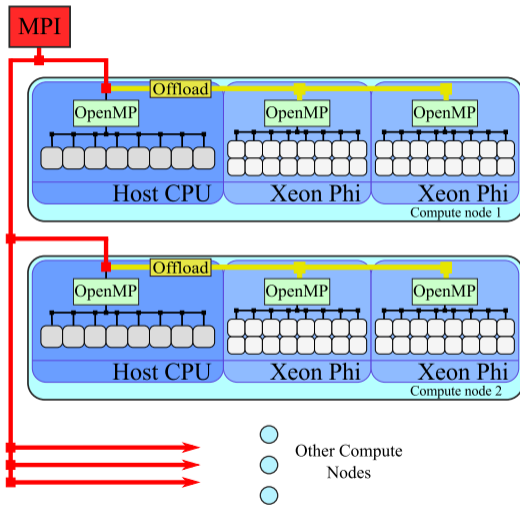 MPI
Offload
OpenMP OpenMP OpenMP
Host CPU Xeon Phi Xeon Phi
Compute node 1
Offload
OpenMP OpenMP OpenMP
Host CPU Xeon Phi Xeon Phi
Compute node 2
Other Compute
Nodes